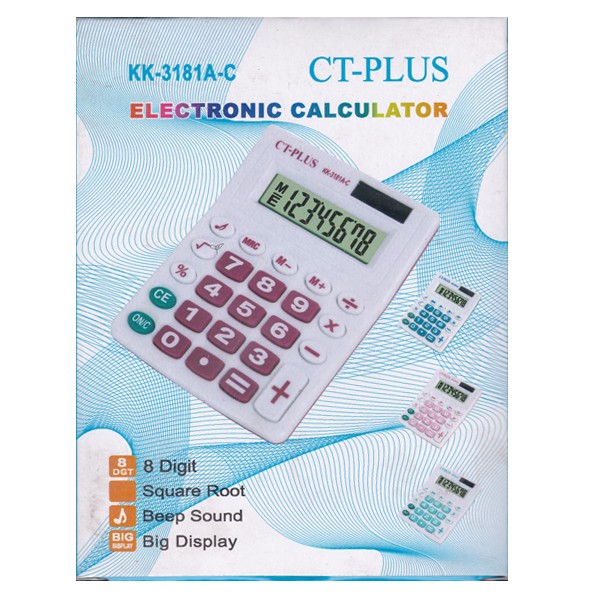 KK-3181A-C
CT-PLUS
ELECTRONIC CALCULATOR
CT-PLUS KK-3181A-C
M
E 12345678
√
MRC M− M+ ÷
% 7 8 9 ×
CE 4 5 6 −
ON/C 1 2 3
0 . = +
8 DGT 8 Digit
Square Root
♪ Beep Sound
BIG DISPLAY Big Display